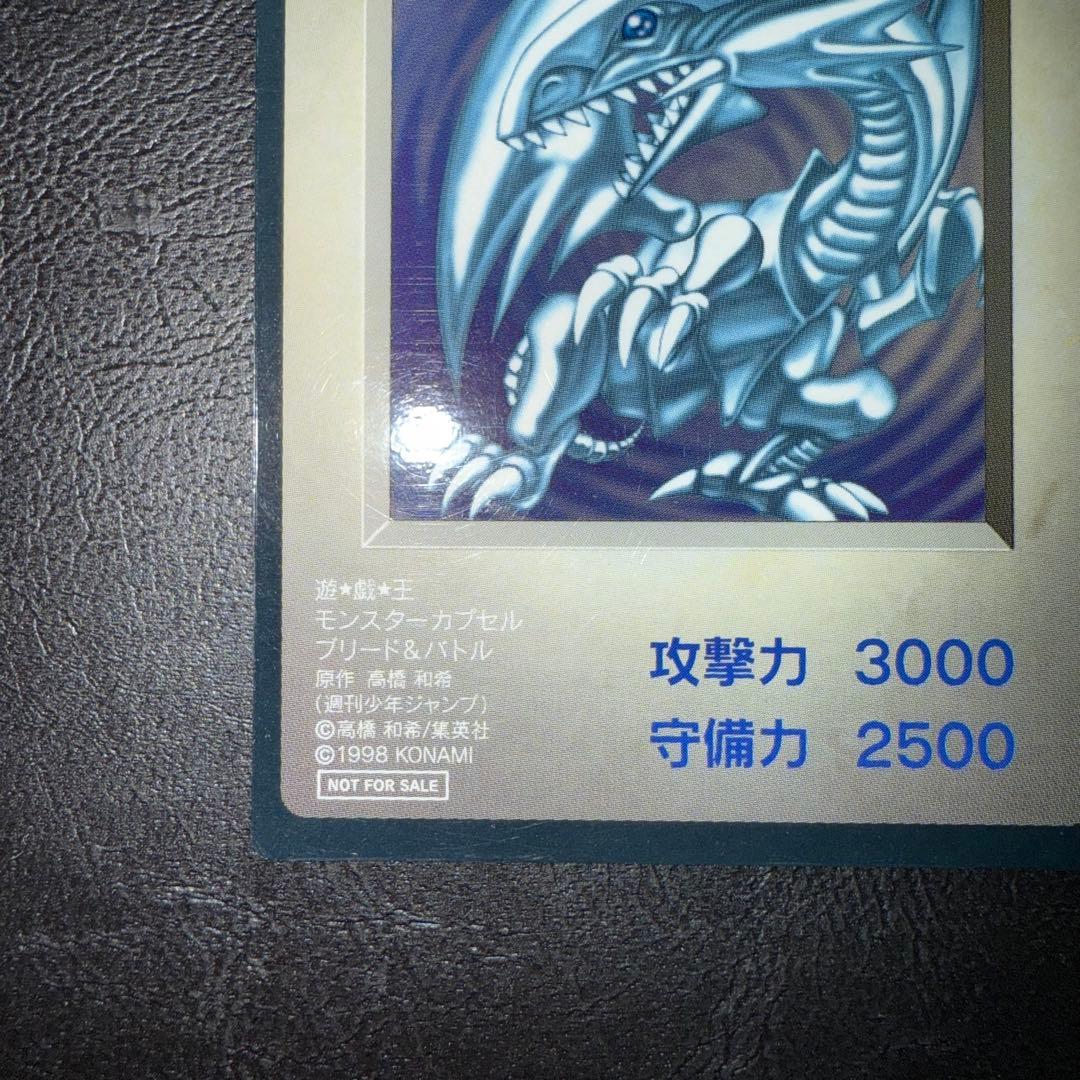 遊★戯★王
モンスターカプセル
ブリード&バトル
原作 高橋 和希
(週刊少年ジャンプ)
©高橋 和希/集英社
©1998 KONAMI
NOT FOR SALE
攻撃力 3000
守備力 2500